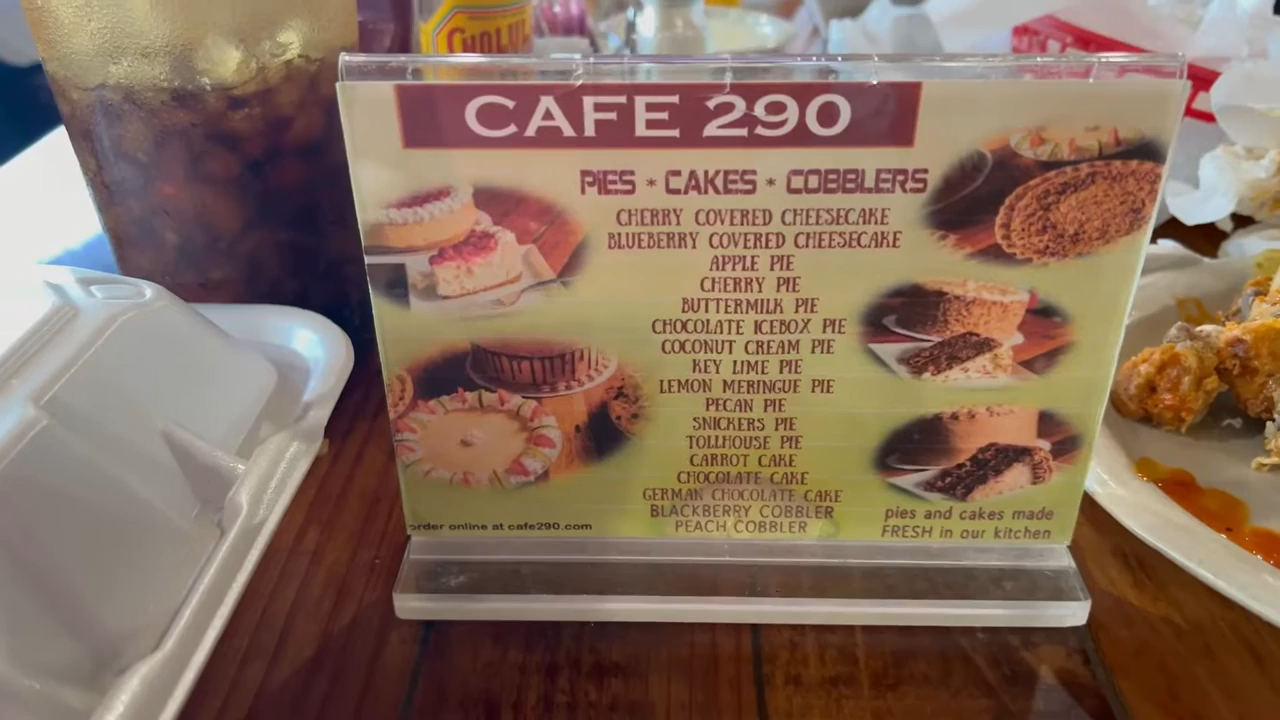 CHOLUL
CAFE 290
PIES * CAKES * COBBLERS
CHERRY COVERED CHEESECAKE
BLUEBERRY COVERED CHEESECAKE
APPLE PIE
CHERRY PIE
BUTTERMILK PIE
CHOCOLATE ICEBOX PIE
COCONUT CREAM PIE
KEY LIME PIE
LEMON MERINGUE PIE
PECAN PIE
SNICKERS PIE
TOLLHOUSE PIE
CARROT CAKE
CHOCOLATE CAKE
GERMAN CHOCOLATE CAKE
BLACKBERRY COBBLER
PEACH COBBLER
order online at cafe290.com
pies and cakes made
FRESH in our kitchen